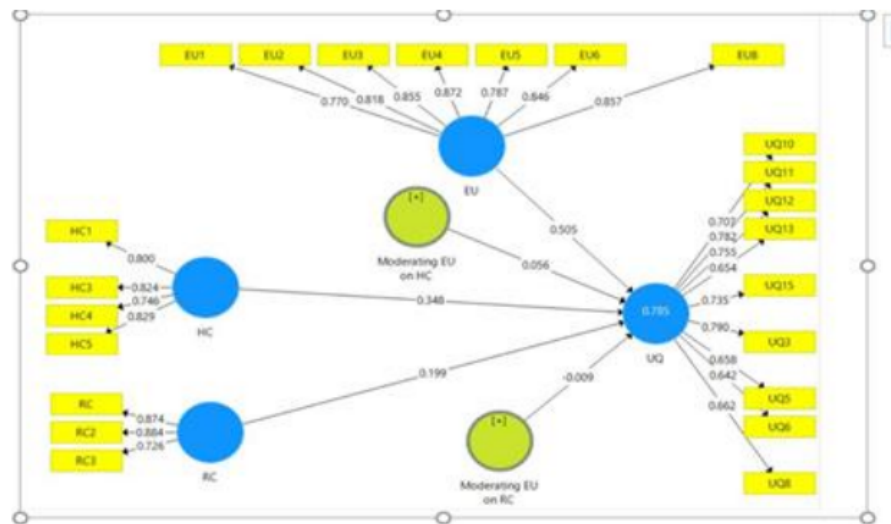 EU1 EU2 EU3 EU4 EU5 EU6 EU8
0.770 0.818 0.855 0.872 0.787 0.846 0.857
EU
[+]
Moderating EU
on HC
0.505
0.056
HC1
HC3
HC4
HC5
0.800
0.824
0.746
0.829
HC
0.348
RC
RC2
RC3
0.874
0.884
0.726
RC
0.199
[+]
Moderating EU
on RC
-0.009
0.785
UQ
0.707
0.782
0.755
0.654
0.735
0.790
0.658
0.642
0.662
UQ10
UQ11
UQ12
UQ13
UQ15
UQ3
UQ5
UQ6
UQ8